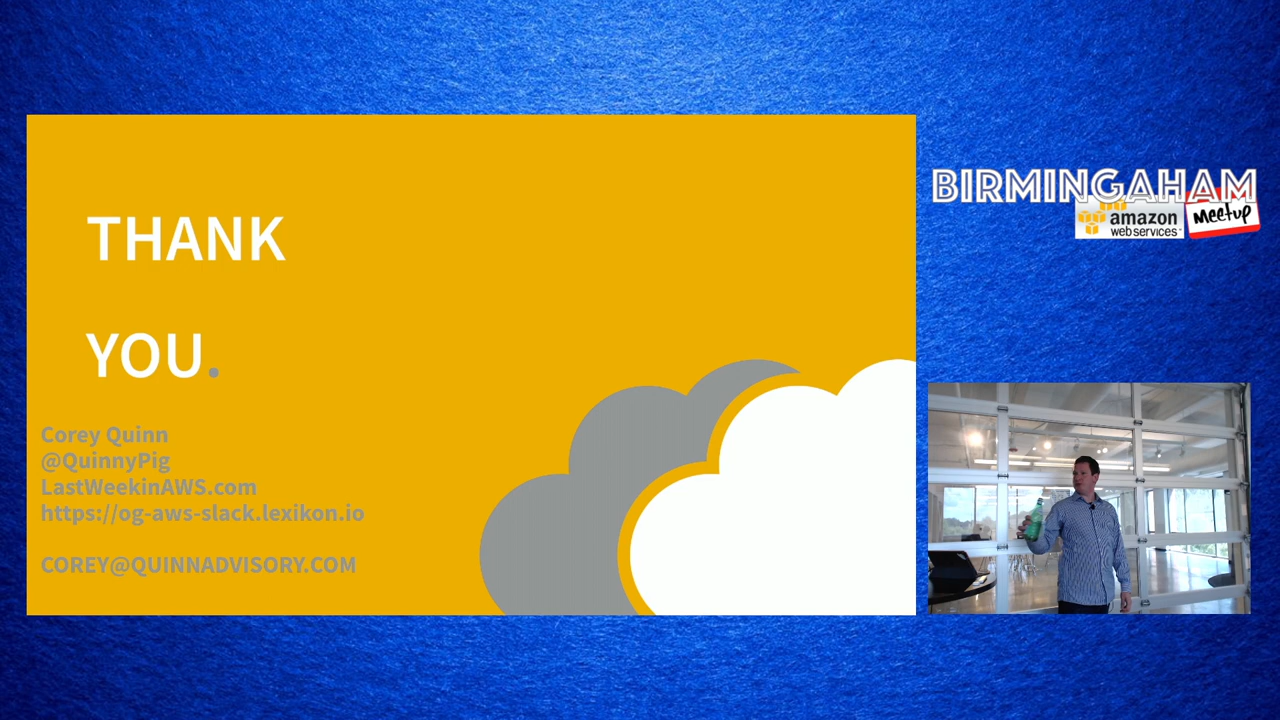 THANK
YOU.
Corey Quinn
@QuinnyPig
LastWeekinAWS.com
https://og-aws-slack.lexikon.io
COREY@QUINNADVISORY.COM
BIRMINGAHAM
amazon
web services™
Meetup